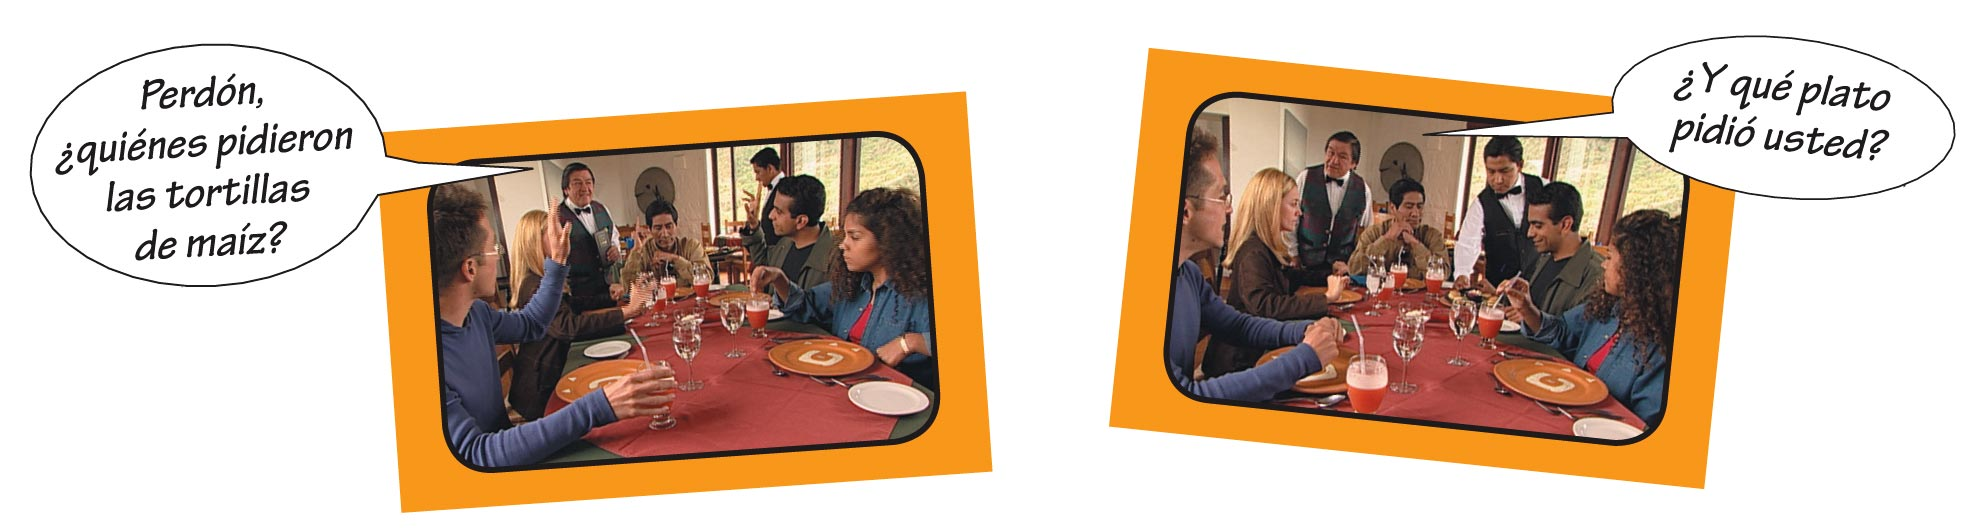 Perdón,
¿quiénes pidieron
las tortillas
de maíz?
¿Y qué plato
pidió usted?